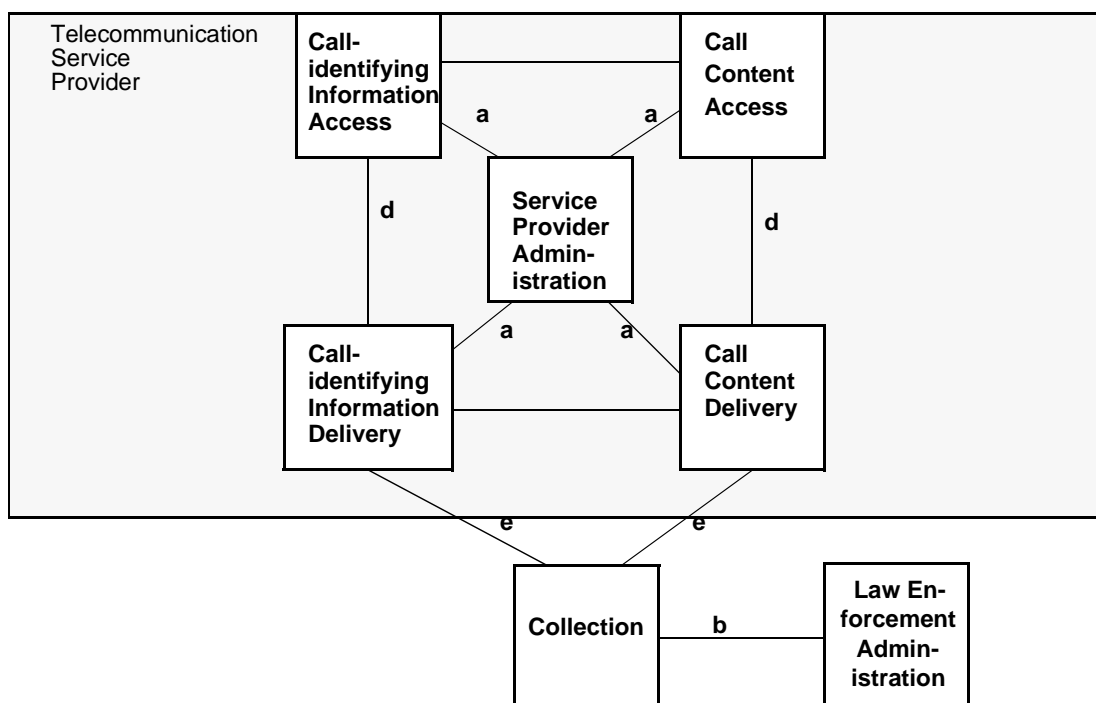 Telecommunication
Service
Provider
Call-
identifying
Information
Access
Call
Content
Access
a
a
Service
Provider
Admin-
istration
d
d
a
a
Call-
identifying
Information
Delivery
Call
Content
Delivery
e
e
Collection
b
Law En-
forcement
Admin-
istration